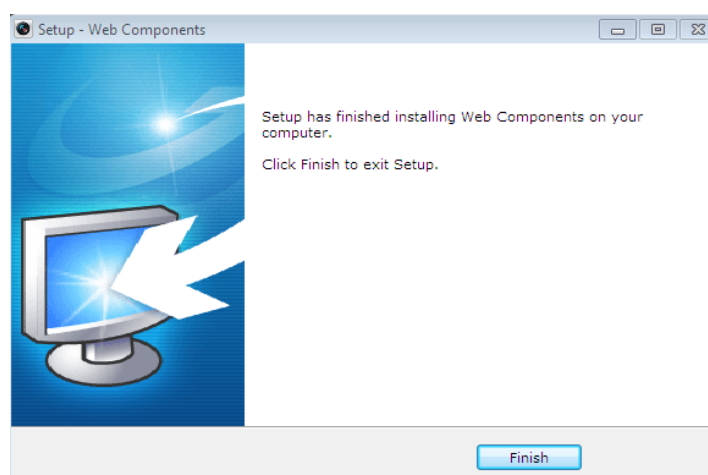 Setup - Web Components
Setup has finished installing Web Components on your
computer.
Click Finish to exit Setup.
Finish